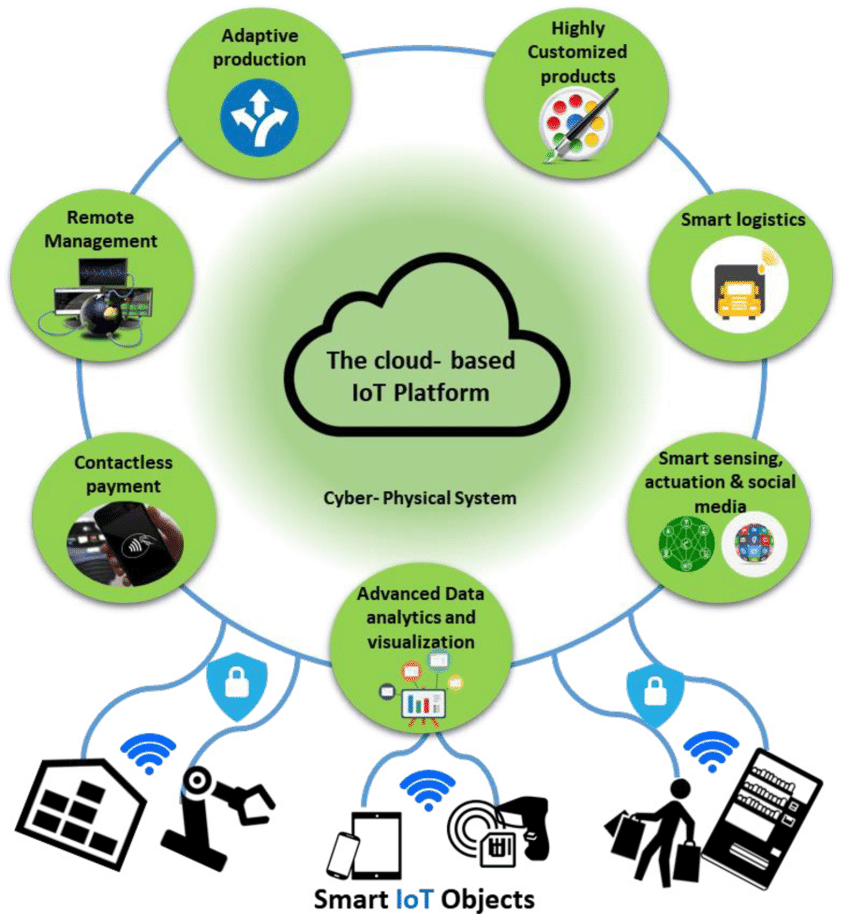 Adaptive
production
Highly
Customized
products
Remote
Management
Smart logistics
The cloud- based
IoT Platform
Contactless
payment
Smart sensing,
actuation & social
media
Cyber- Physical System
Advanced Data
analytics and
visualization
Smart IoT Objects